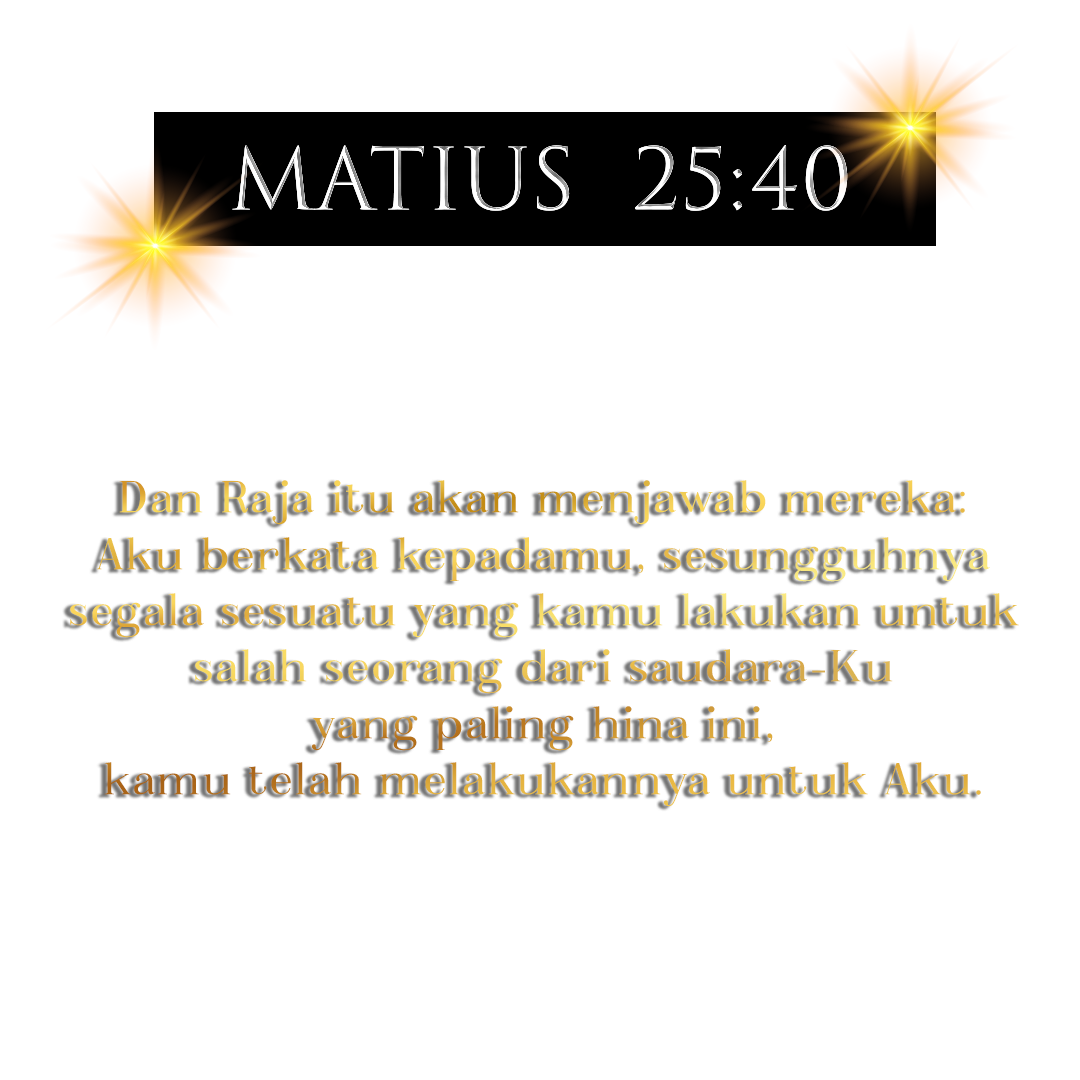 MATIUS 25:40
Dan Raja itu akan menjawab mereka:
Aku berkata kepadamu, sesungguhnya
segala sesuatu yang kamu lakukan untuk
salah seorang dari saudara-Ku
yang paling hina ini,
kamu telah melakukannya untuk Aku.